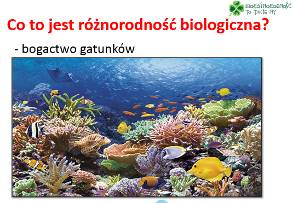 Co to jest różnorodność biologiczna?
- bogactwo gatunków